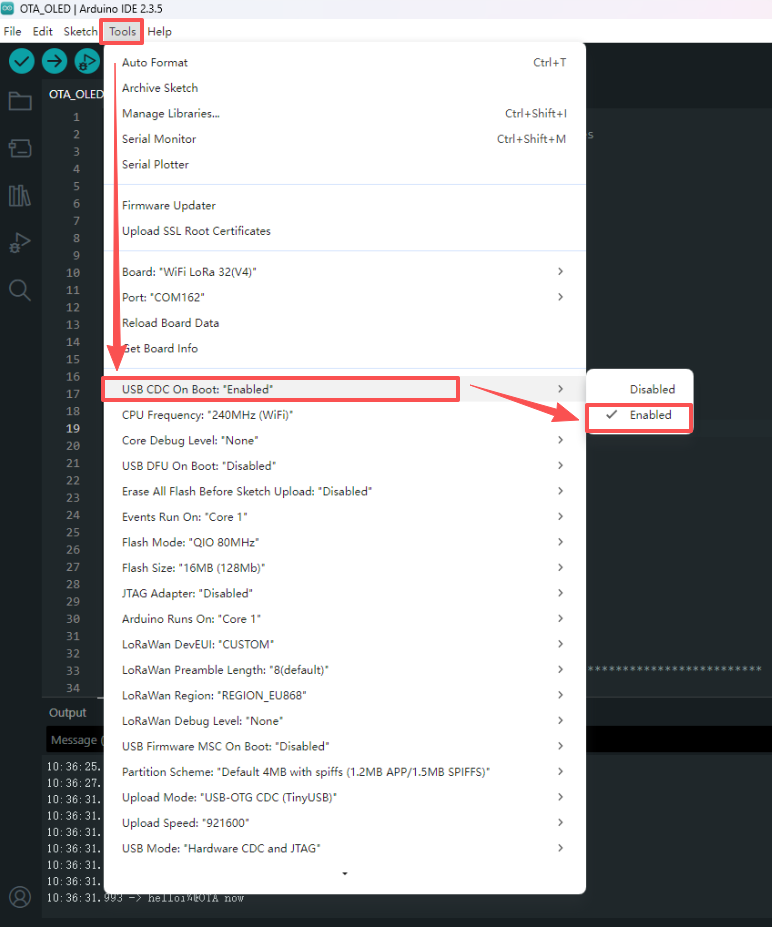 OTA_OLED | Arduino IDE 2.3.5
File Edit Sketch Tools Help
Auto Format Ctrl+T
OTA_OLED
Archive Sketch
Manage Libraries... Ctrl+Shift+I
Serial Monitor Ctrl+Shift+M
Serial Plotter
Firmware Updater
Upload SSL Root Certificates
Board: "WiFi LoRa 32(V4)"
Port: "COM162"
Reload Board Data
Get Board Info
USB CDC On Boot: "Enabled"
Disabled
✓ Enabled
CPU Frequency: "240MHz (WiFi)"
Core Debug Level: "None"
USB DFU On Boot: "Disabled"
Erase All Flash Before Sketch Upload: "Disabled"
Events Run On: "Core 1"
Flash Mode: "QIO 80MHz"
Flash Size: "16MB (128Mb)"
JTAG Adapter: "Disabled"
Arduino Runs On: "Core 1"
LoRaWan DevEUI: "CUSTOM"
LoRaWan Preamble Length: "8(default)"
LoRaWan Region: "REGION_EU868"
LoRaWan Debug Level: "None"
USB Firmware MSC On Boot: "Disabled"
Partition Scheme: "Default 4MB with spiffs (1.2MB APP/1.5MB SPIFFS)"
Upload Mode: "USB-OTG CDC (TinyUSB)"
Upload Speed: "921600"
USB Mode: "Hardware CDC and JTAG"
1
2
3
4
5
6
7
8
9
10
11
12
13
14
15
16
17
18
19
20
21
22
23
24
25
26
27
28
29
30
31
32
33
34
s
*************************
Output
Message (
10:36:25.
10:36:27.
10:36:31.
10:36:31.
10:36:31.
10:36:31.
10:36:31.
10:36:31.
10:36:31.993 -> OTA now